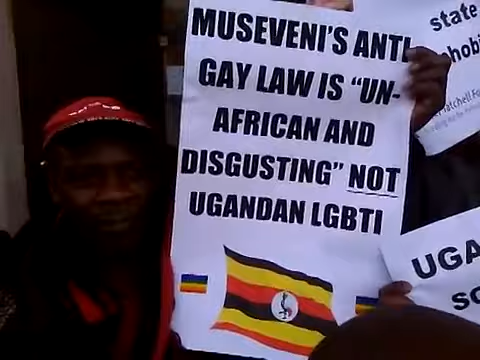 MUSEVENI'S ANTI
GAY LAW IS "UN-
AFRICAN AND
DISGUSTING" NOT
UGANDAN LGBTI
state
UGA